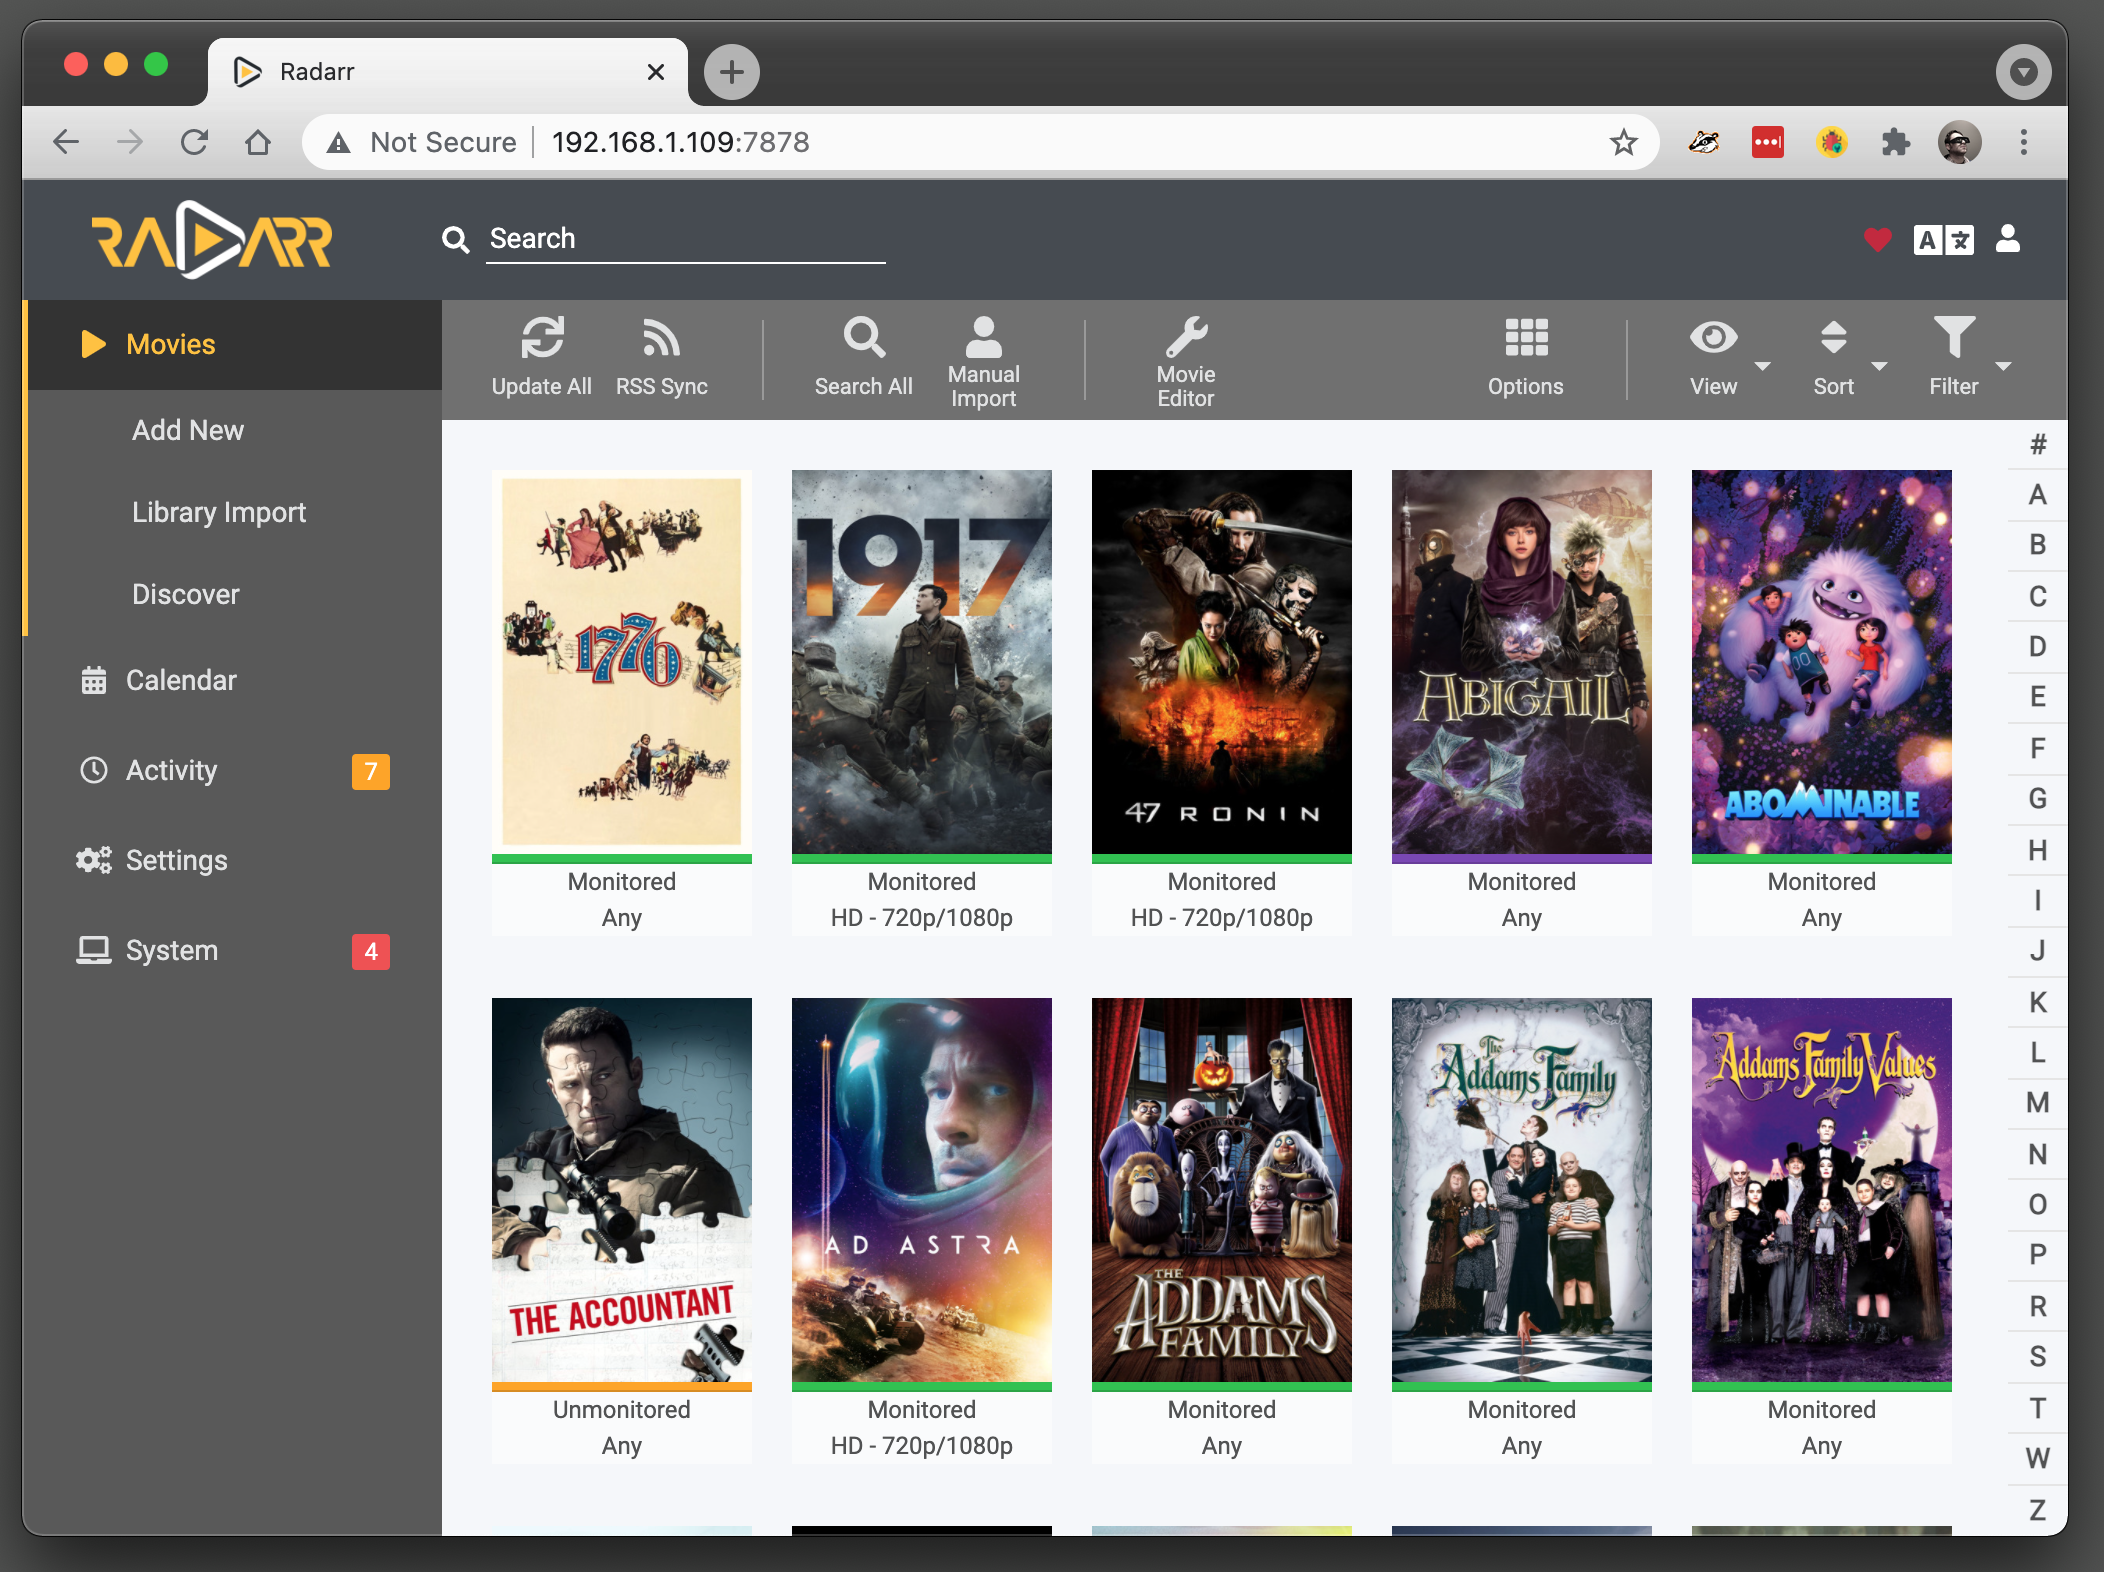 Radarr
Not Secure
192.168.1.109:7878
RADARR
Search
A
Movies
Add New
Library Import
Discover
Calendar
Activity
7
Settings
System
4
Update All
RSS Sync
Search All
Manual
Import
Movie
Editor
Options
View
Sort
Filter
1776
1917
47 RONIN
ABIGAIL
ABOMINABLE
Monitored
Any
Monitored
HD - 720p/1080p
Monitored
HD - 720p/1080p
Monitored
Any
Monitored
Any
THE ACCOUNTANT
AD ASTRA
THE
ADDAMS
FAMILY
The
Addams Family
Addams Family Values
Unmonitored
Any
Monitored
HD - 720p/1080p
Monitored
Any
Monitored
Any
Monitored
Any
#
A
B
C
D
E
F
G
H
I
J
K
L
M
N
O
P
R
S
T
W
Z